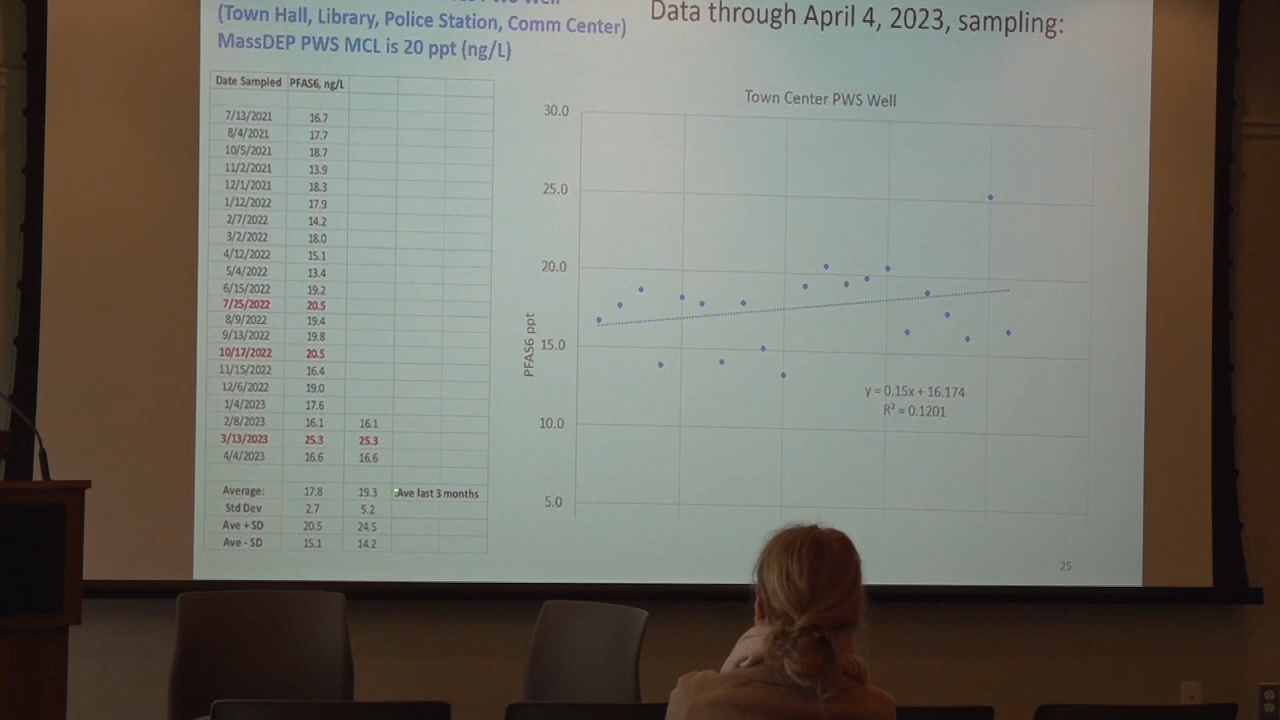 (Town Hall, Library, Police Station, Comm Center)
MassDEP PWS MCL is 20 ppt (ng/L)
Data through April 4, 2023, sampling:
Date Sampled PFAS6, ng/L
7/13/2021 16.7
8/4/2021 17.7
10/5/2021 18.7
11/2/2021 13.9
12/1/2021 18.3
1/12/2022 17.9
2/7/2022 14.2
3/2/2022 18.0
4/12/2022 15.1
5/4/2022 13.4
6/15/2022 19.2
7/25/2022 20.5
8/9/2022 19.4
9/13/2022 19.8
10/17/2022 20.5
11/15/2022 16.4
12/6/2022 19.0
1/4/2023 17.6
2/8/2023 16.1 16.1
3/13/2023 25.3 25.3
4/4/2023 16.6 16.6
Average: 17.8 19.3 Ave last 3 months
Std Dev 2.7 5.2
Ave + SD 20.5 24.5
Ave - SD 15.1 14.2
Town Center PWS Well
30.0
25.0
20.0
15.0
10.0
5.0
PFAS6 ppt
y = 0.15x + 16.174
R² = 0.1201
25